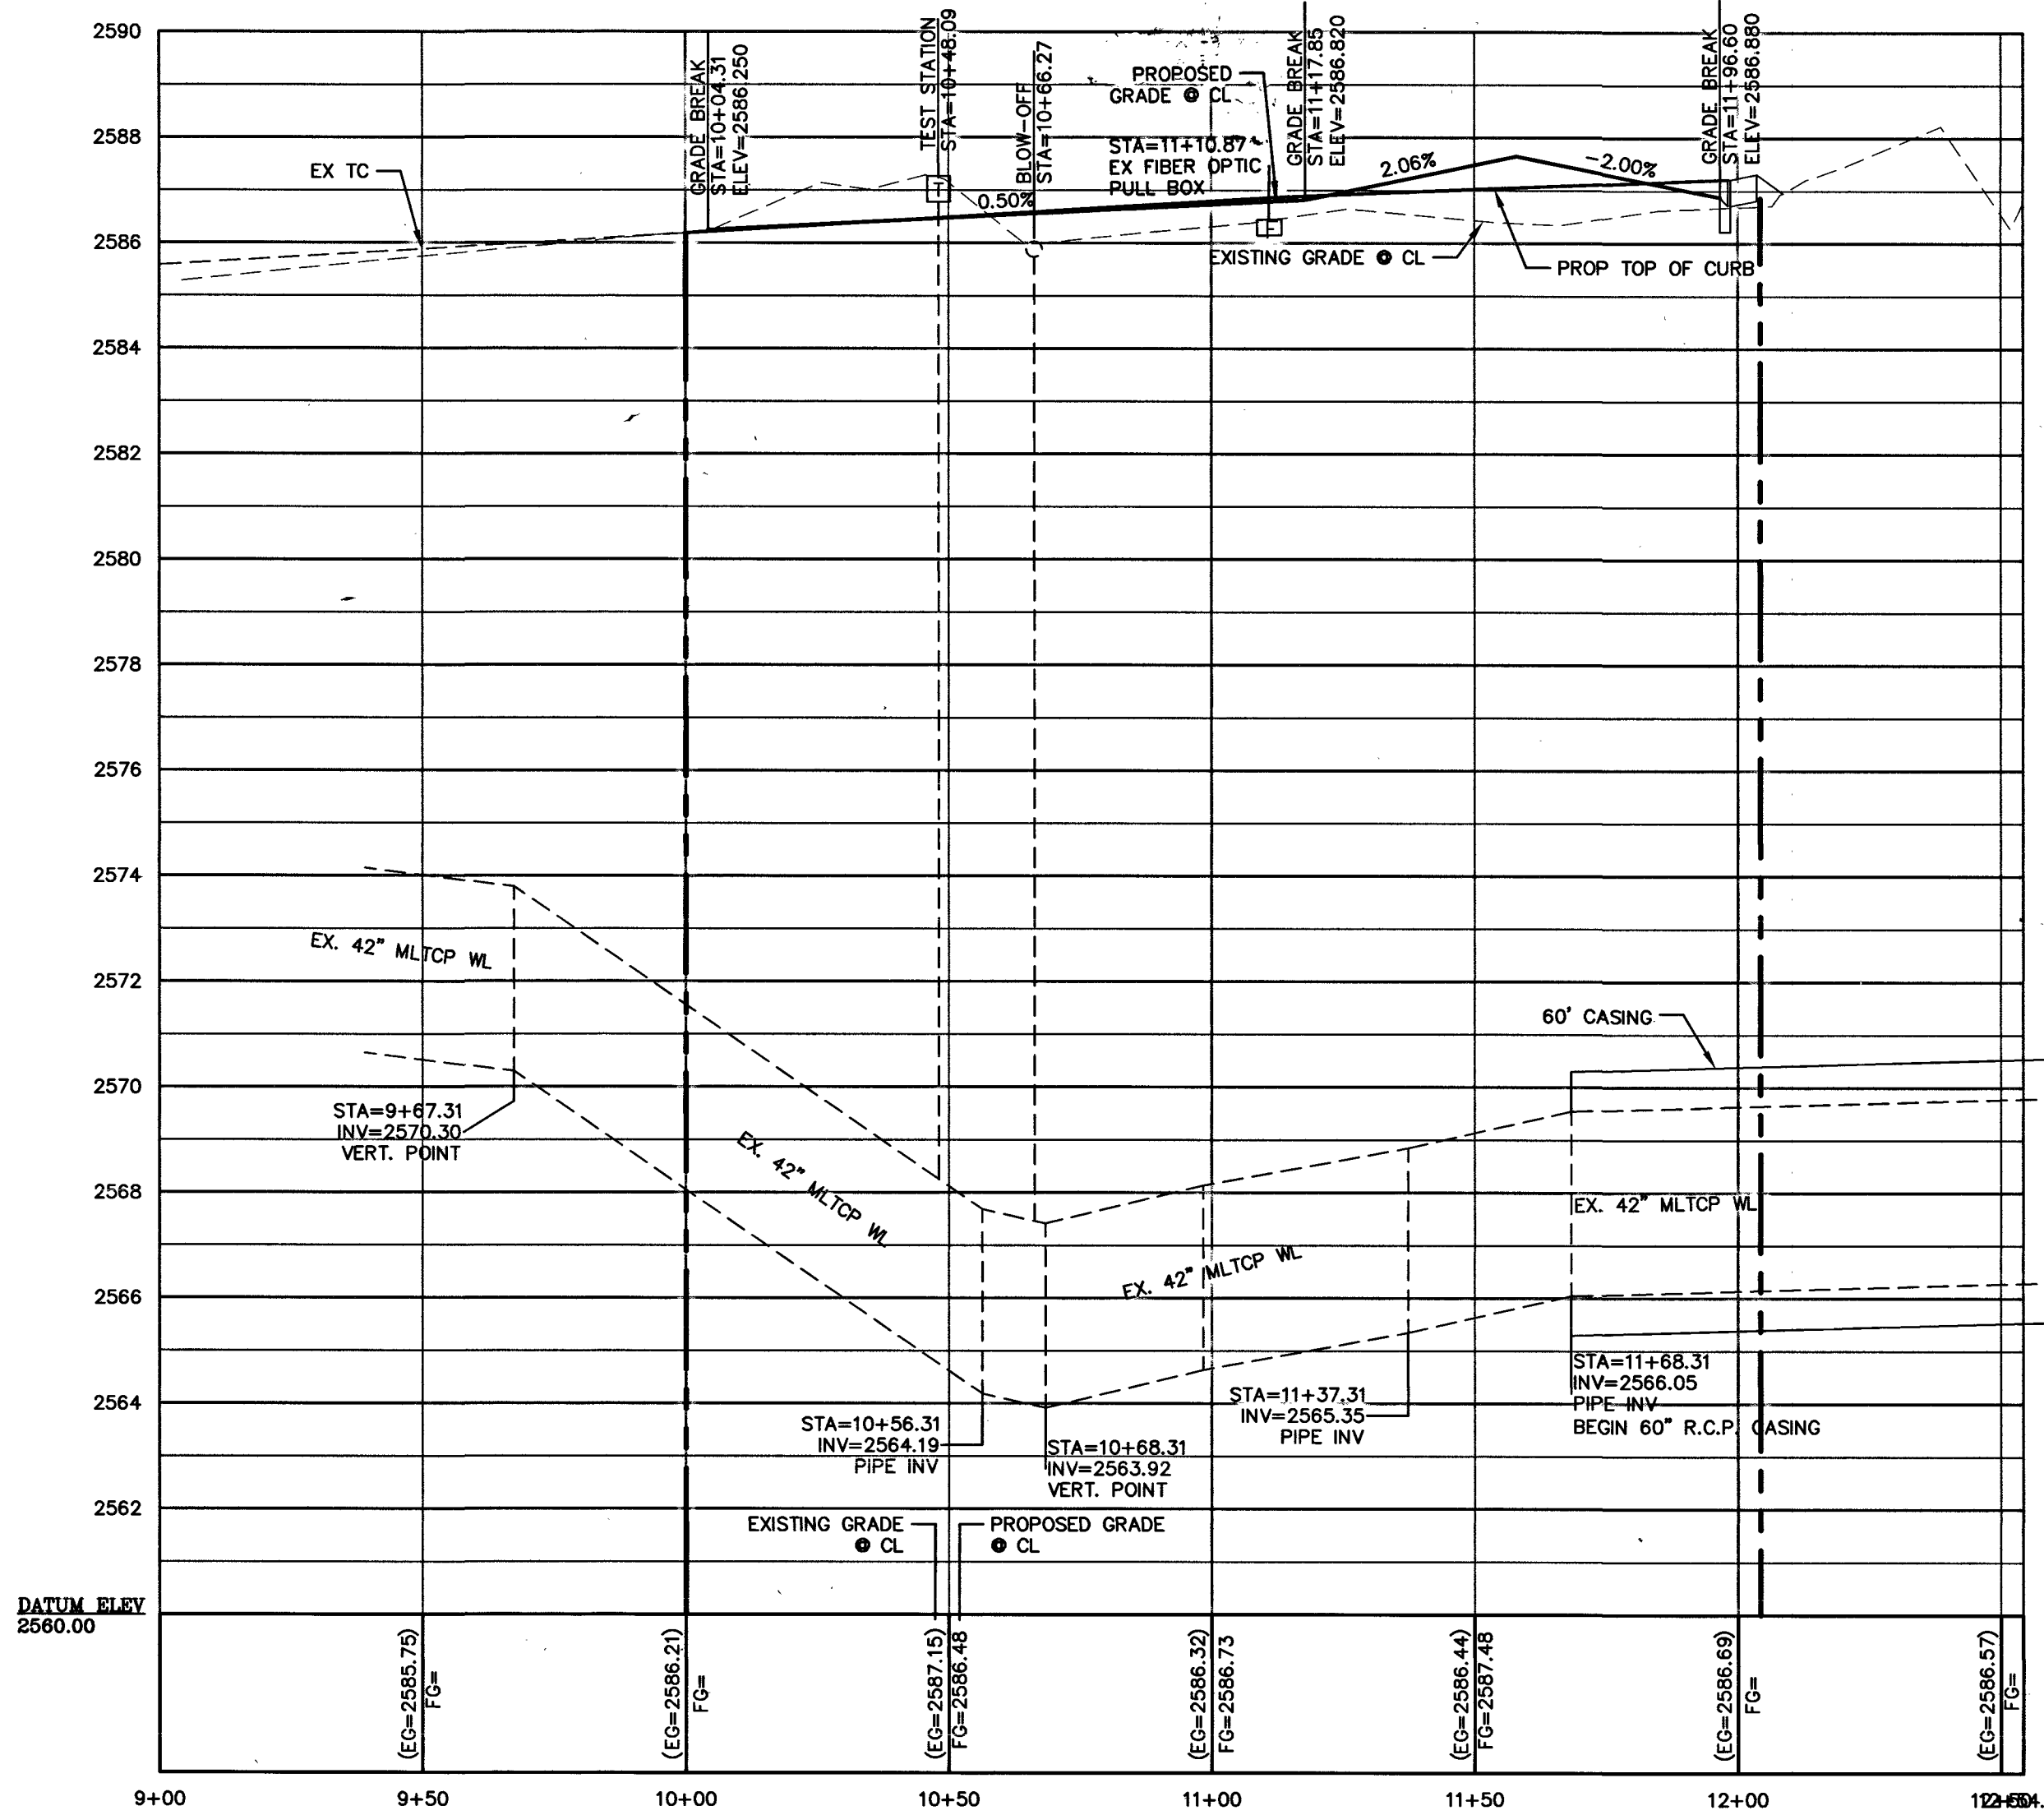 2590
2588
2586
2584
2582
2580
2578
2576
2574
2572
2570
2568
2566
2564
2562
DATUM ELEV
2560.00
EX TC
GRADE BREAK
STA=10+04.31
ELEV=2586.250
TEST STATION
STA=10+48.09
BLOW-OFF
STA=10+66.27
PROPOSED
GRADE @ CL
STA=11+10.87
EX FIBER OPTIC
PULL BOX
GRADE BREAK
STA=11+17.85
ELEV=2586.820
GRADE BREAK
STA=11+96.60
ELEV=2586.880
T
0.50%
2.06%
-2.00%
F
EXISTING GRADE @ CL
PROP TOP OF CURB
EX. 42" MLTCP WL
STA=9+67.31
INV=2570.30
VERT. POINT
EX. 42" MLTCP WL
EX. 42" MLTCP WL
60' CASING
EX. 42" MLTCP WL
STA=10+56.31
INV=2564.19
PIPE INV
STA=10+68.31
INV=2563.92
VERT. POINT
STA=11+37.31
INV=2565.35
PIPE INV
STA=11+68.31
INV=2566.05
PIPE INV
BEGIN 60" R.C.P. CASING
EXISTING GRADE
@ CL
PROPOSED GRADE
@ CL
(EG=2585.75)
FG=
(EG=2586.21)
FG=
(EG=2587.15)
FG=2586.48
(EG=2586.32)
FG=2586.73
(EG=2586.44)
FG=2587.48
(EG=2586.69)
FG=
(EG=2586.57)
FG=
9+00
9+50
10+00
10+50
11+00
11+50
12+00